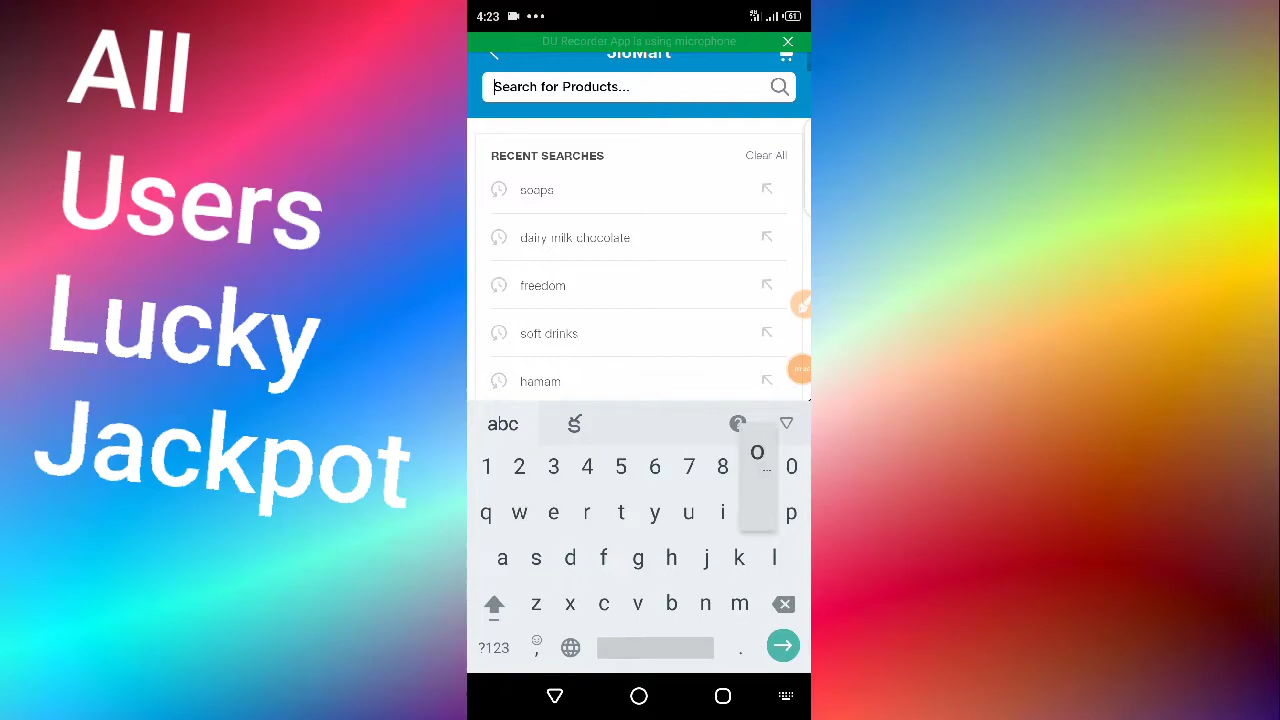 All
Users
Lucky
Jackpot
4:23
61
DU Recorder App is using microphone
JioMart
Search for Products...
RECENT SEARCHES
Clear All
soaps
dairy milk chocolate
freedom
soft drinks
hamam
abc
o
...
1 2 3 4 5 6 7 8 0
q w e r t y u i p
a s d f g h j k l
z x c v b n m
?123 , .